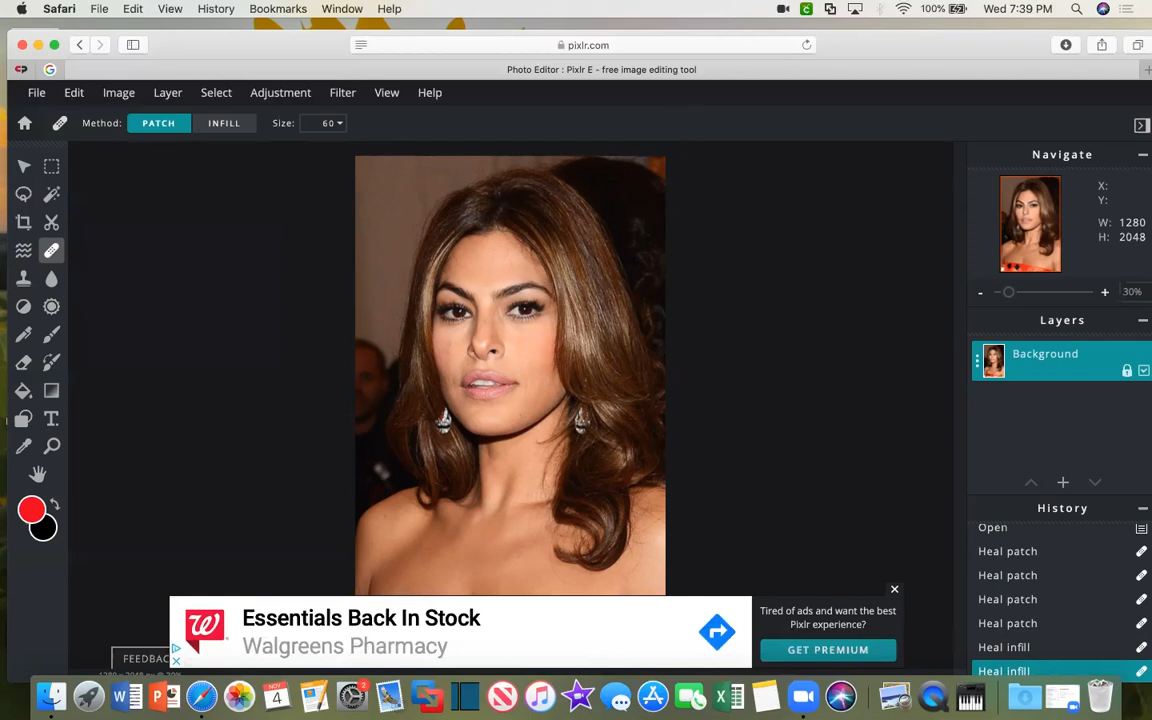 Safari File Edit View History Bookmarks Window Help 100% Wed 7:39 PM
pixlr.com
Photo Editor : Pixlr E - free image editing tool
File Edit Image Layer Select Adjustment Filter View Help
Method: PATCH INFILL Size: 60
Navigate
X:
Y:
W: 1280
H: 2048
- + 30%
Layers
Background
History
Open
Heal patch
Heal patch
Heal patch
Heal patch
Heal infill
Heal infill
Essentials Back In Stock
Walgreens Pharmacy
Tired of ads and want the best
Pixlr experience?
GET PREMIUM
FEEDBAC
NOV
4
2